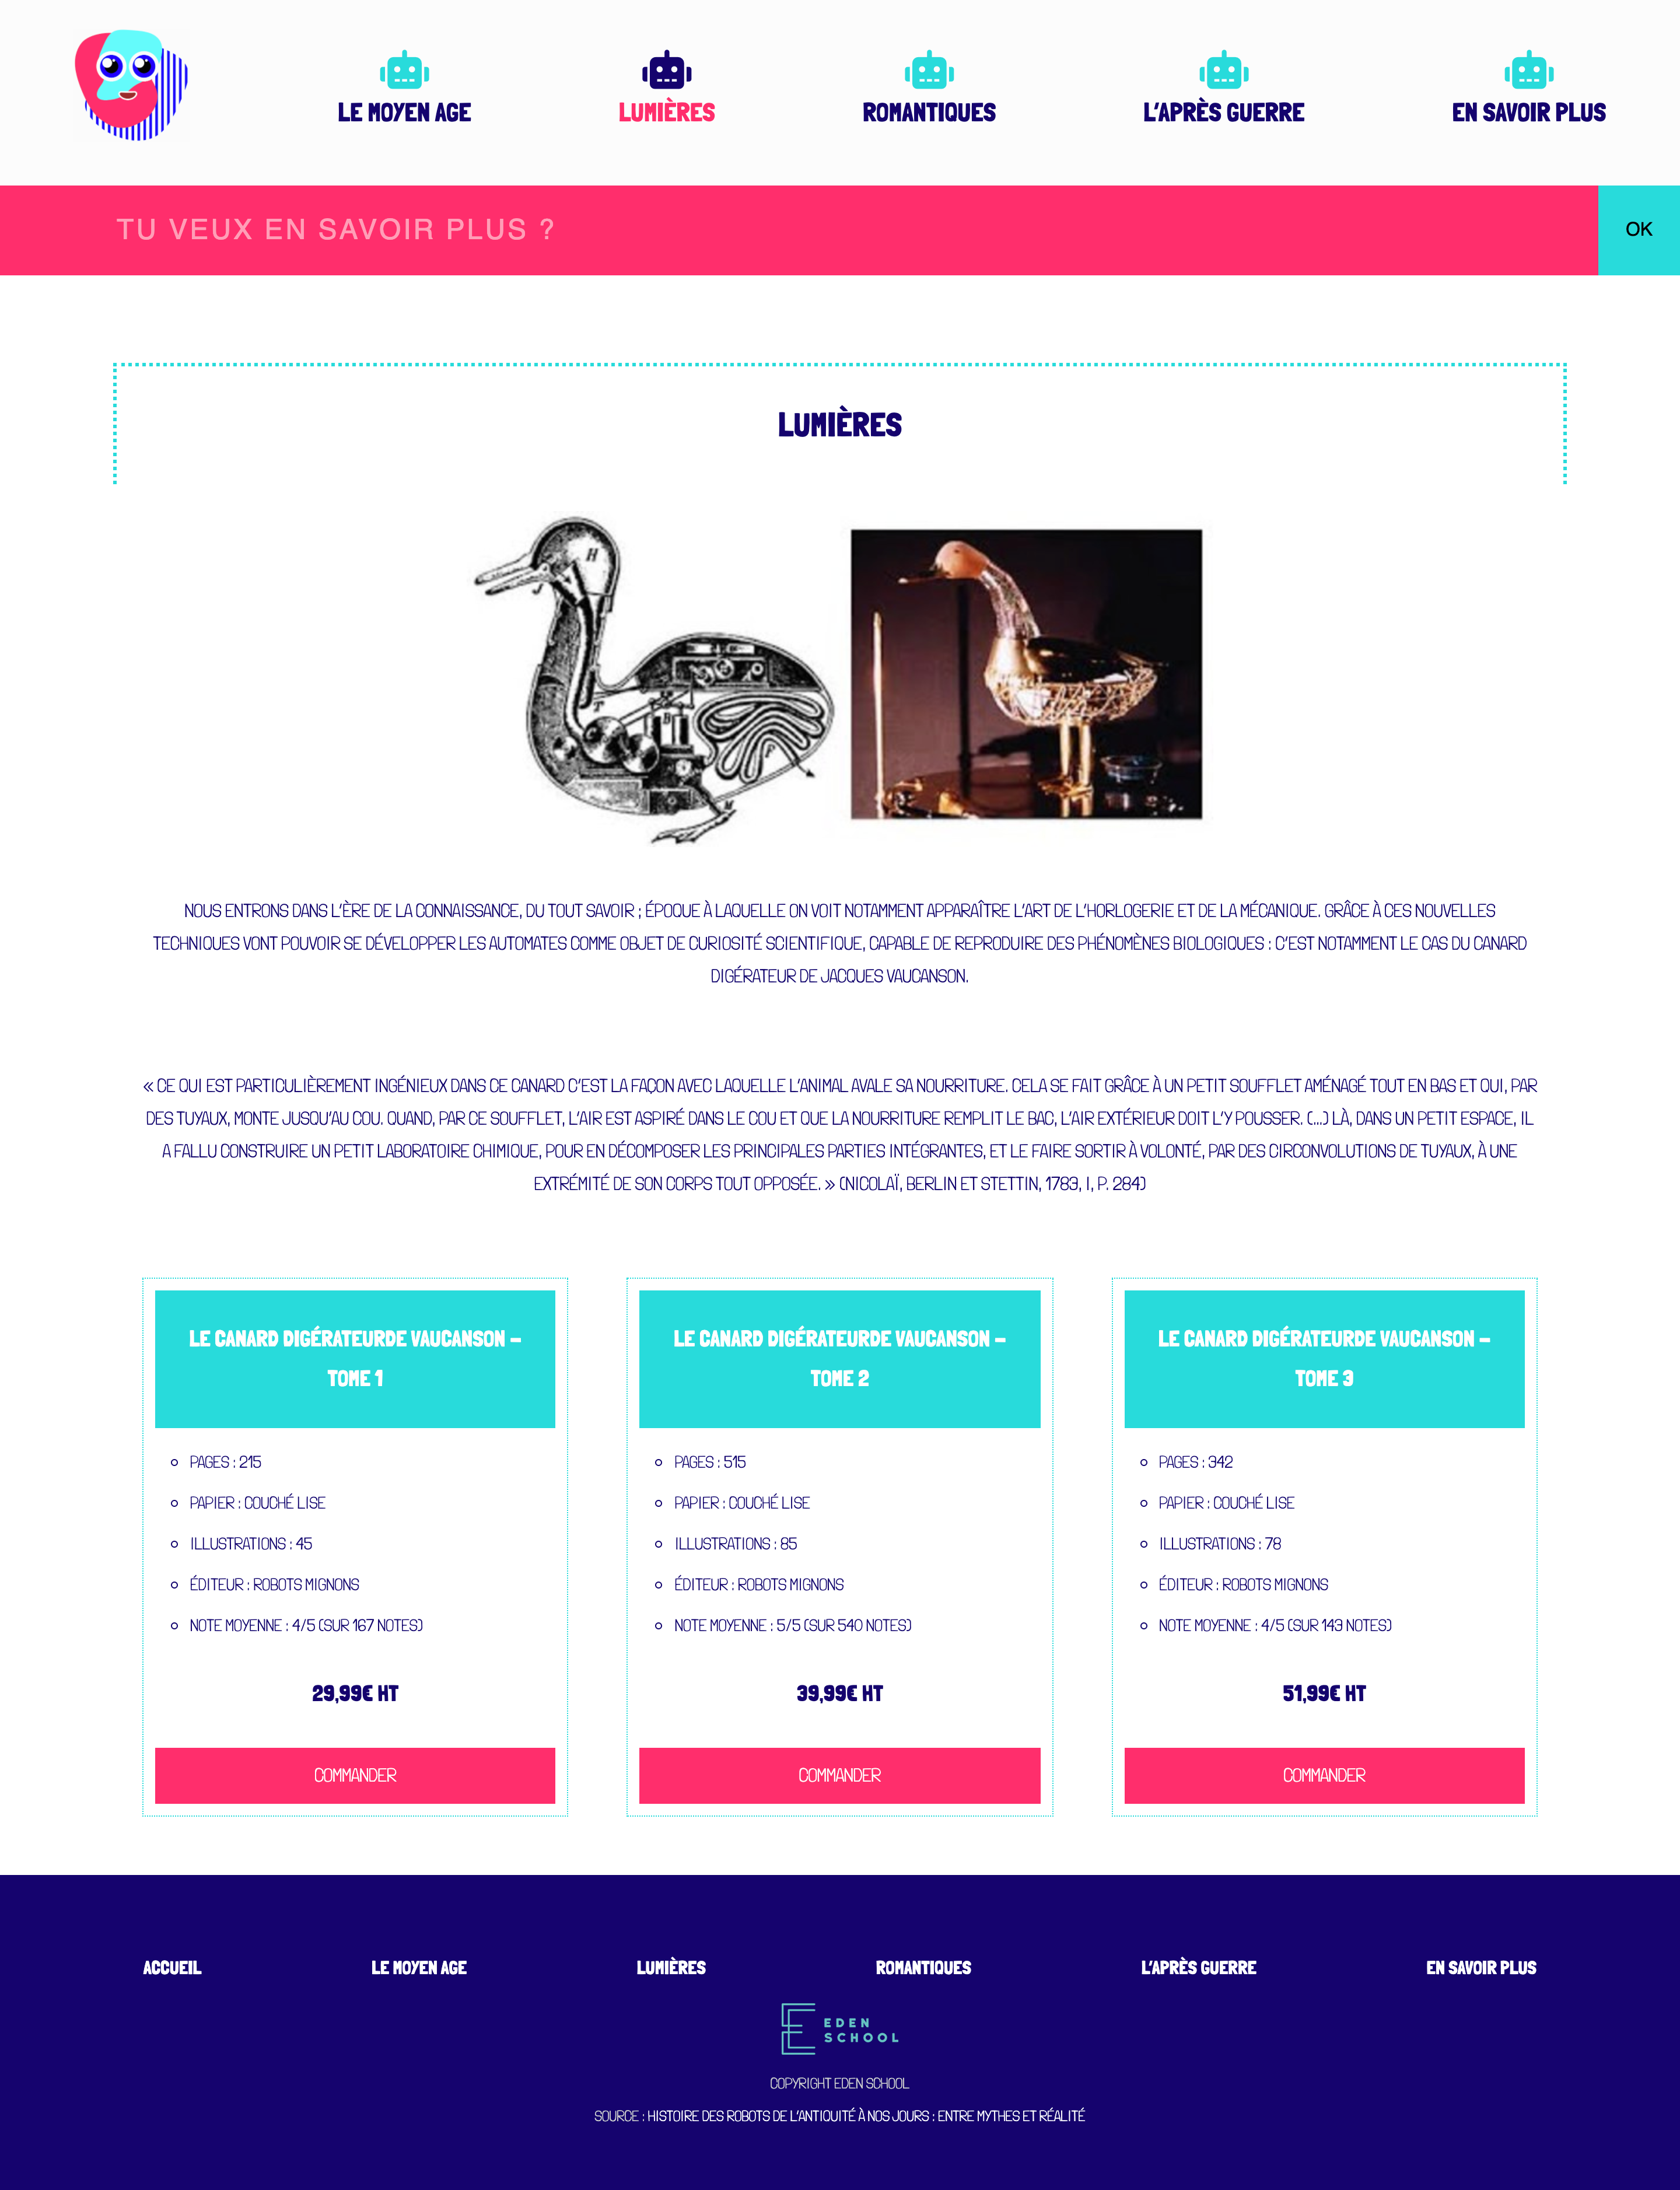 LE MOYEN AGE
LUMIÈRES
ROMANTIQUES
L'APRÈS GUERRE
EN SAVOIR PLUS
TU VEUX EN SAVOIR PLUS ?
OK
LUMIÈRES
H
NOUS ENTRONS DANS L'ÈRE DE LA CONNAISSANCE, DU TOUT SAVOIR ; ÉPOQUE À LAQUELLE ON VOIT NOTAMMENT APPARAÎTRE L'ART DE L'HORLOGERIE ET DE LA MÉCANIQUE. GRÂCE À CES NOUVELLES
TECHNIQUES VONT POUVOIR SE DÉVELOPPER LES AUTOMATES COMME OBJET DE CURIOSITÉ SCIENTIFIQUE, CAPABLE DE REPRODUIRE DES PHÉNOMÈNES BIOLOGIQUES : C'EST NOTAMMENT LE CAS DU CANARD
DIGÉRATEUR DE JACQUES VAUCANSON.
« CE QUI EST PARTICULIÈREMENT INGÉNIEUX DANS CE CANARD C'EST LA FAÇON AVEC LAQUELLE L'ANIMAL AVALE SA NOURRITURE. CELA SE FAIT GRÂCE À UN PETIT SOUFFLET AMÉNAGÉ TOUT EN BAS ET QUI, PAR
DES TUYAUX, MONTE JUSQU'AU COU. QUAND, PAR CE SOUFFLET, L'AIR EST ASPIRÉ DANS LE COU ET QUE LA NOURRITURE REMPLIT LE BAC, L'AIR EXTÉRIEUR DOIT L'Y POUSSER. (...) LÀ, DANS UN PETIT ESPACE, IL
A FALLU CONSTRUIRE UN PETIT LABORATOIRE CHIMIQUE, POUR EN DÉCOMPOSER LES PRINCIPALES PARTIES INTÉGRANTES, ET LE FAIRE SORTIR À VOLONTÉ, PAR DES CIRCONVOLUTIONS DE TUYAUX, À UNE
EXTRÉMITÉ DE SON CORPS TOUT OPPOSÉE. » (NICOLAÏ, BERLIN ET STETTIN, 1783, I, P. 284)
LE CANARD DIGÉRATEURDE VAUCANSON –
TOME 1
PAGES : 215
PAPIER : COUCHÉ LISE
ILLUSTRATIONS : 45
ÉDITEUR : ROBOTS MIGNONS
NOTE MOYENNE : 4/5 (SUR 167 NOTES)
29,99€ HT
COMMANDER
LE CANARD DIGÉRATEURDE VAUCANSON –
TOME 2
PAGES : 515
PAPIER : COUCHÉ LISE
ILLUSTRATIONS : 85
ÉDITEUR : ROBOTS MIGNONS
NOTE MOYENNE : 5/5 (SUR 540 NOTES)
39,99€ HT
COMMANDER
LE CANARD DIGÉRATEURDE VAUCANSON –
TOME 3
PAGES : 342
PAPIER : COUCHÉ LISE
ILLUSTRATIONS : 78
ÉDITEUR : ROBOTS MIGNONS
NOTE MOYENNE : 4/5 (SUR 143 NOTES)
51,99€ HT
COMMANDER
ACCUEIL
LE MOYEN AGE
LUMIÈRES
ROMANTIQUES
L'APRÈS GUERRE
EN SAVOIR PLUS
EDEN
SCHOOL
COPYRIGHT EDEN SCHOOL
SOURCE : HISTOIRE DES ROBOTS DE L'ANTIQUITÉ À NOS JOURS : ENTRE MYTHES ET RÉALITÉ